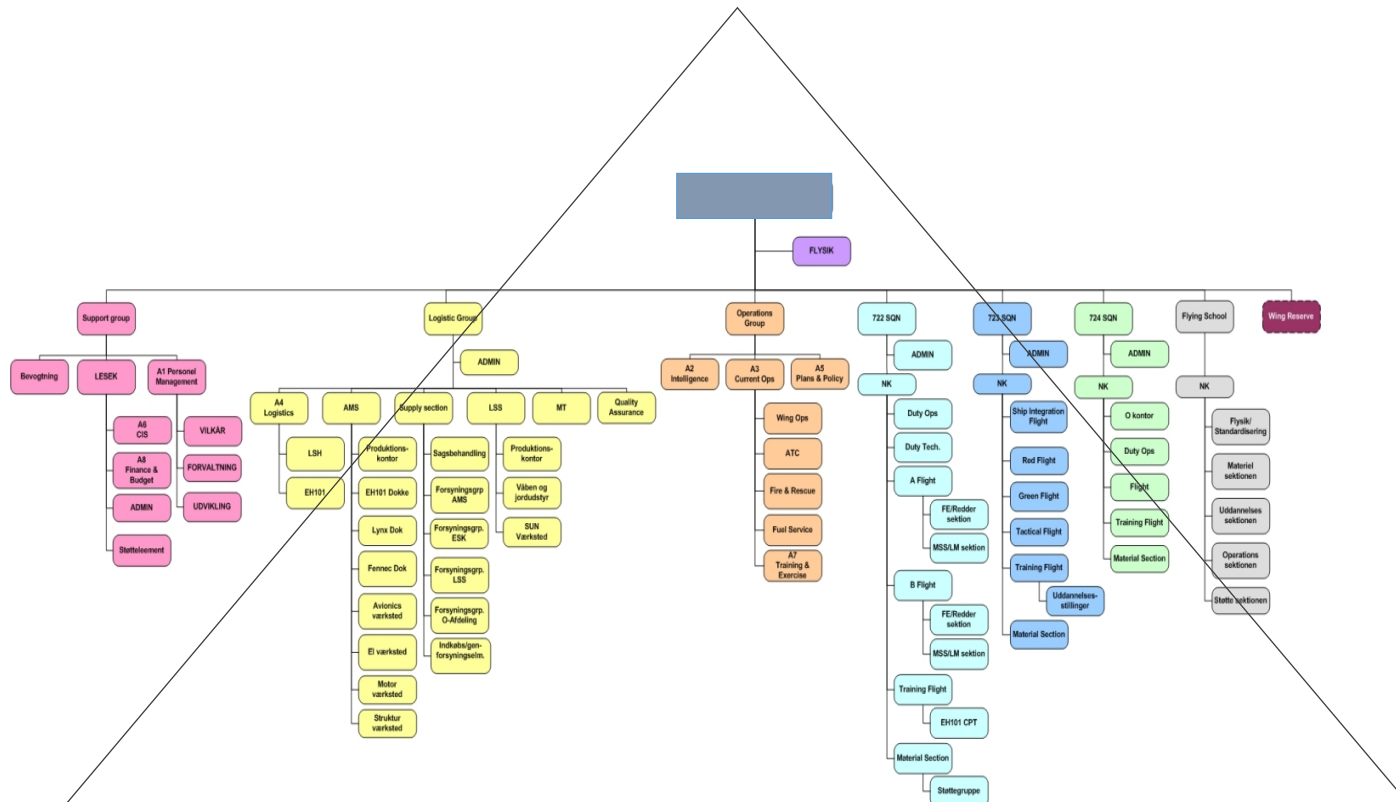 FLYSIK
Support group
Logistic Group
Operations
Group
722 SQN
723 SQN
724 SQN
Flying School
Wing Reserve
Bevogtning
LESEK
A1 Personel
Management
A6
CIS
A8
Finance &
Budget
ADMIN
Støtteleement
VILKÅR
FORVALTNING
UDVIKLING
ADMIN
A4
Logistics
AMS
Supply section
LSS
MT
Quality
Assurance
LSH
EH101
Produktions-
kontor
EH101 Dokke
Lynx Dok
Fennec Dok
Avionics
værksted
El værksted
Motor
værksted
Struktur
værksted
Sagsbehandling
Forsyningsgrp
AMS
Forsyningsgrp.
ESK
Forsyningsgrp.
LSS
Forsyningsgrp.
O-Afdeling
Indkøbs/gen-
forsyningselm.
Produktions-
kontor
Våben og
jordudstyr
SUN
Værksted
A2
Intelligence
A3
Current Ops
A5
Plans & Policy
Wing Ops
ATC
Fire & Rescue
Fuel Service
A7
Training &
Exercise
ADMIN
NK
Duty Ops
Duty Tech.
A Flight
FE/Redder
sektion
MSS/LM sektion
B Flight
FE/Redder
sektion
MSS/LM sektion
Training Flight
EH101 CPT
Material Section
Støttegruppe
ADMIN
NK
Ship Integration
Flight
Red Flight
Green Flight
Tactical Flight
Training Flight
Uddannelses-
stillinger
Material Section
ADMIN
NK
O kontor
Duty Ops
Flight
Training Flight
Material Section
NK
Flysik/
Standardisering
Materiel
sektionen
Uddannelses
sektionen
Operations
sektionen
Støtte sektionen